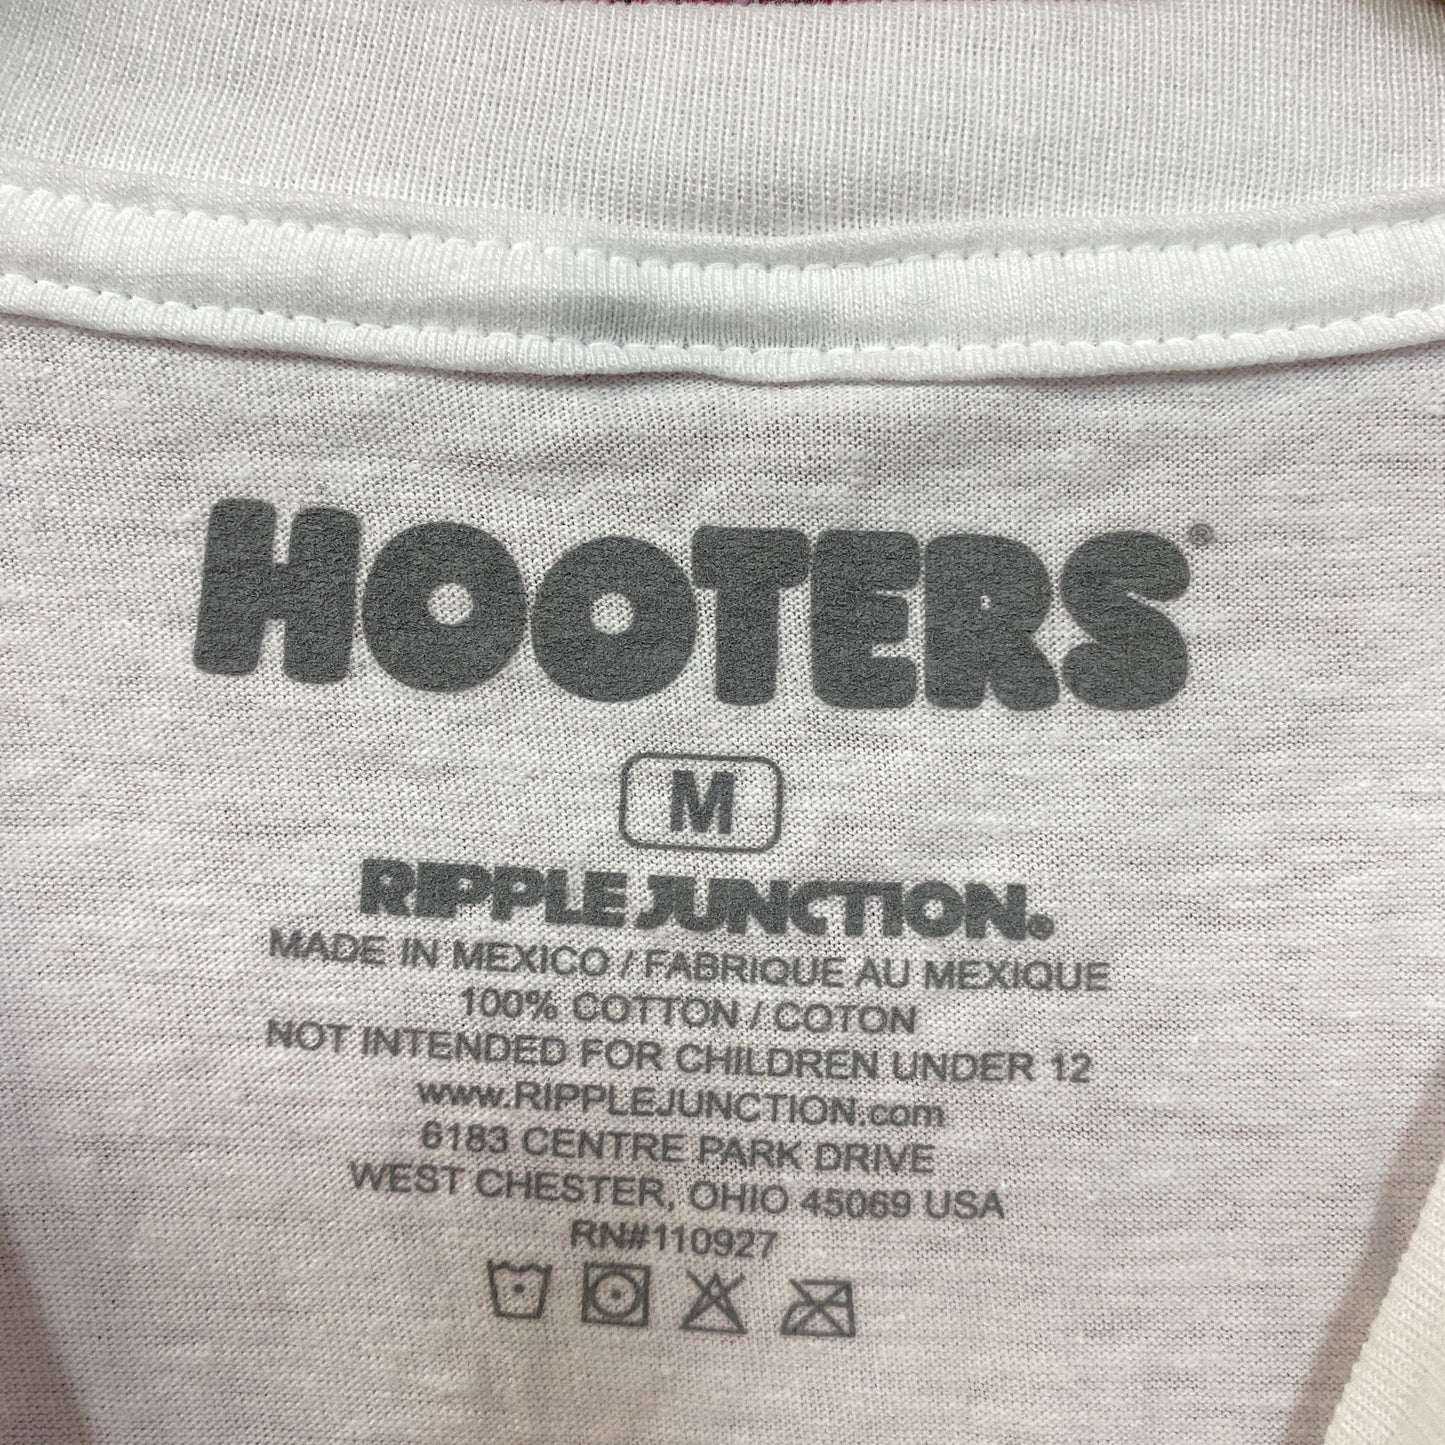 HOOTERS®
M
RIPPLE JUNCTION®
MADE IN MEXICO / FABRIQUE AU MEXIQUE
100% COTTON / COTON
NOT INTENDED FOR CHILDREN UNDER 12
www.RIPPLEJUNCTION.com
6183 CENTRE PARK DRIVE
WEST CHESTER, OHIO 45069 USA
RN#110927